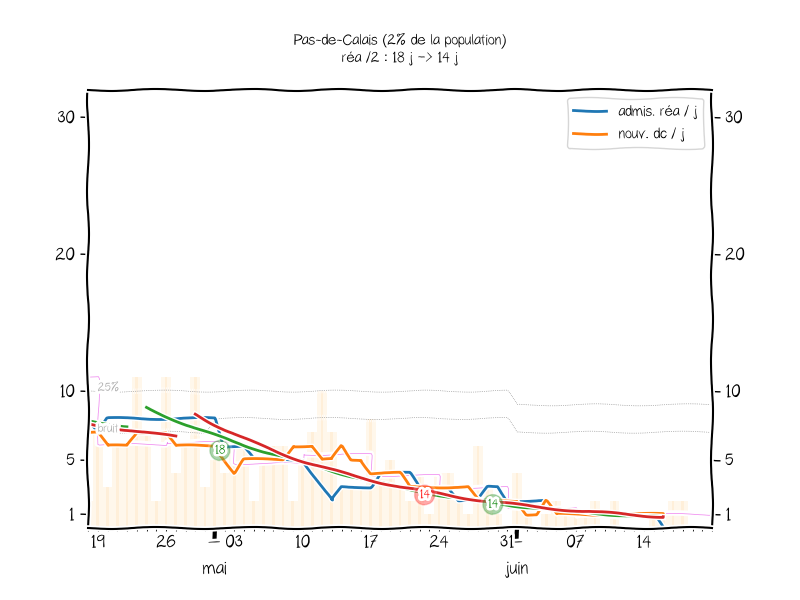 Pas-de-Calais (2% de la population)
réa /2 : 18 j -> 14 j
30
30
admis. réa / j
nouv. dc / j
20
20
10
10
25%
bruit
18
5
5
14
14
1
1
19 26 03 10 17 24 31 07 14
mai juin